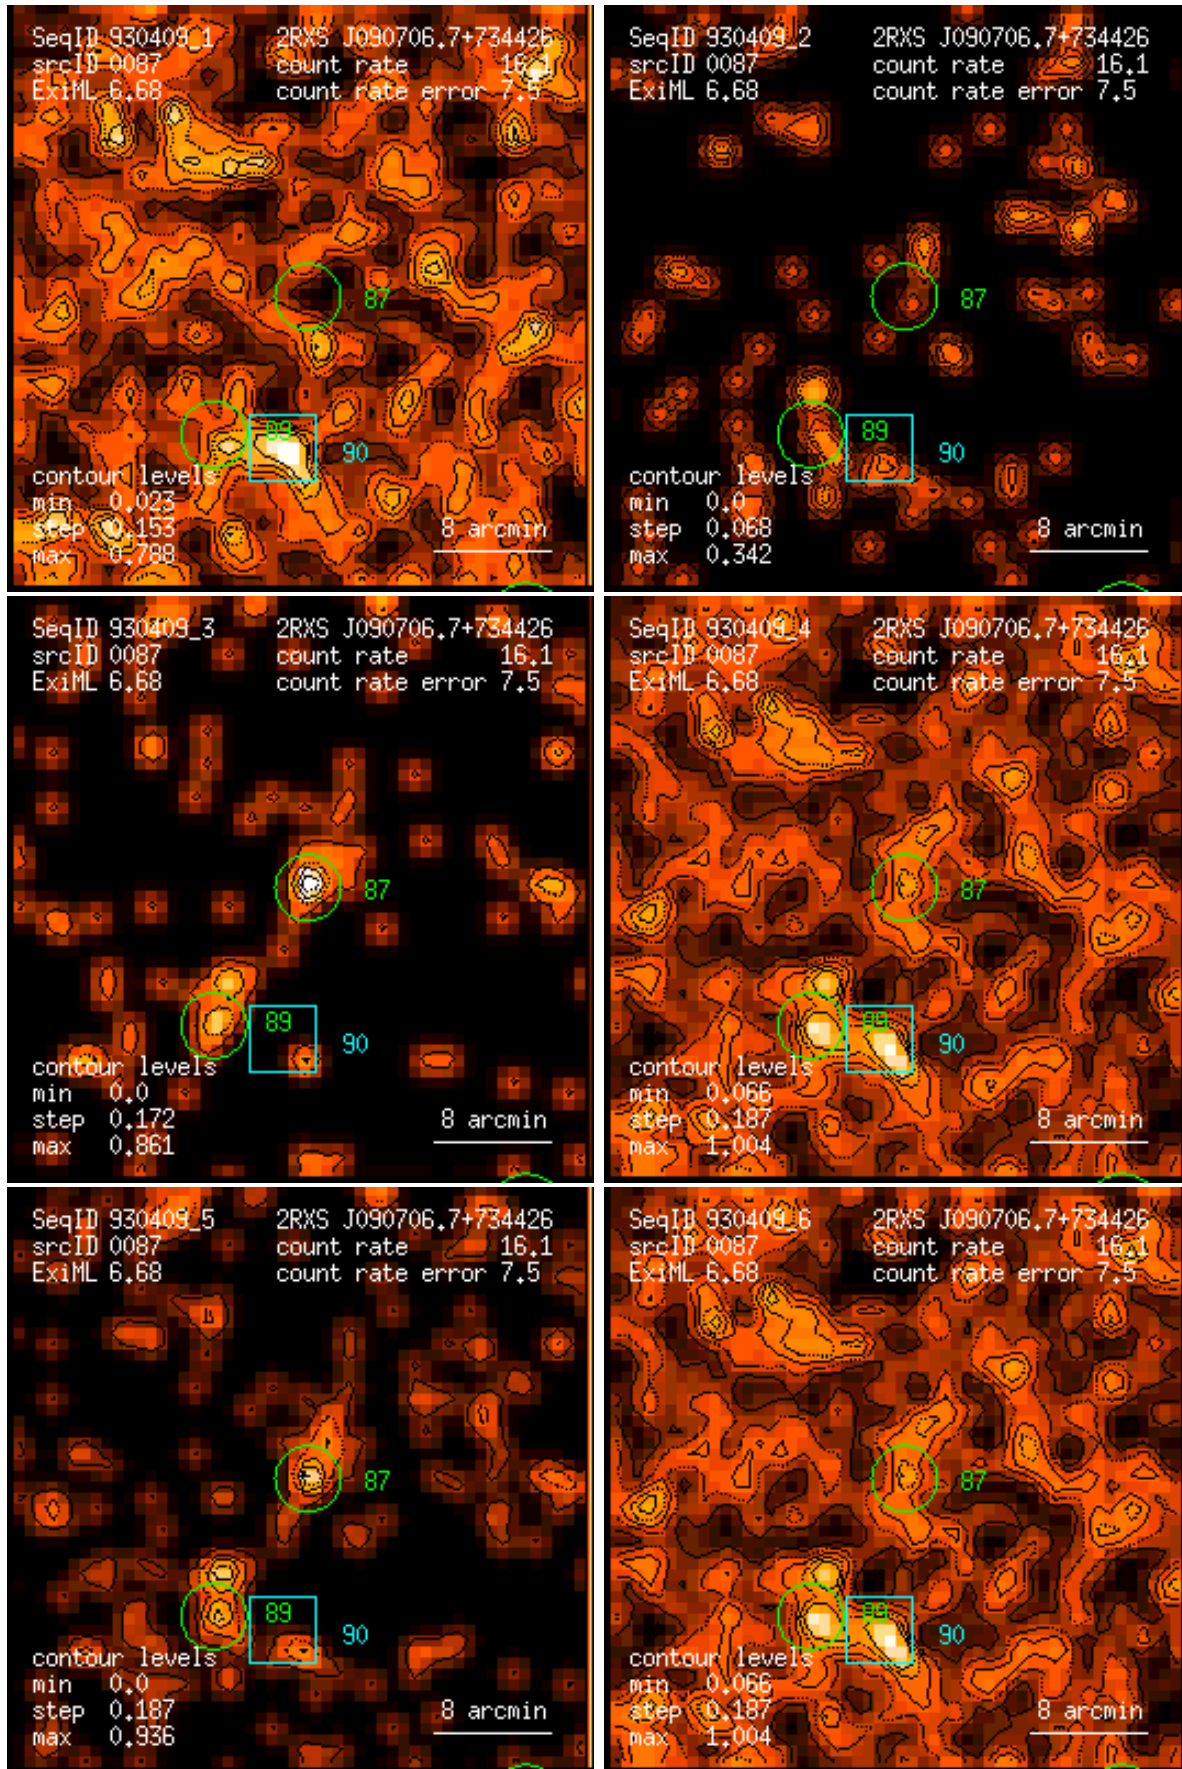 SeqID 930409_1 2RXS J090706.7+734426
srcID 0087 count rate 16.1
ExiML 6.68 count rate error 7.5
87
89
90
contour levels
min 0.023
step 0.153 8 arcmin
max 0.788
SeqID 930409_2 2RXS J090706.7+734426
srcID 0087 count rate 16.1
ExiML 6.68 count rate error 7.5
87
89
90
contour levels
min 0.0
step 0.068 8 arcmin
max 0.342
SeqID 930409_3 2RXS J090706.7+734426
srcID 0087 count rate 16.1
ExiML 6.68 count rate error 7.5
87
89
90
contour levels
min 0.0
step 0.172 8 arcmin
max 0.861
SeqID 930409_4 2RXS J090706.7+734426
srcID 0087 count rate 16.1
ExiML 6.68 count rate error 7.5
87
89
90
contour levels
min 0.066
step 0.187 8 arcmin
max 1.004
SeqID 930409_5 2RXS J090706.7+734426
srcID 0087 count rate 16.1
ExiML 6.68 count rate error 7.5
87
89
90
contour levels
min 0.0
step 0.187 8 arcmin
max 0.936
SeqID 930409_6 2RXS J090706.7+734426
srcID 0087 count rate 16.1
ExiML 6.68 count rate error 7.5
87
89
90
contour levels
min 0.066
step 0.187 8 arcmin
max 1.004